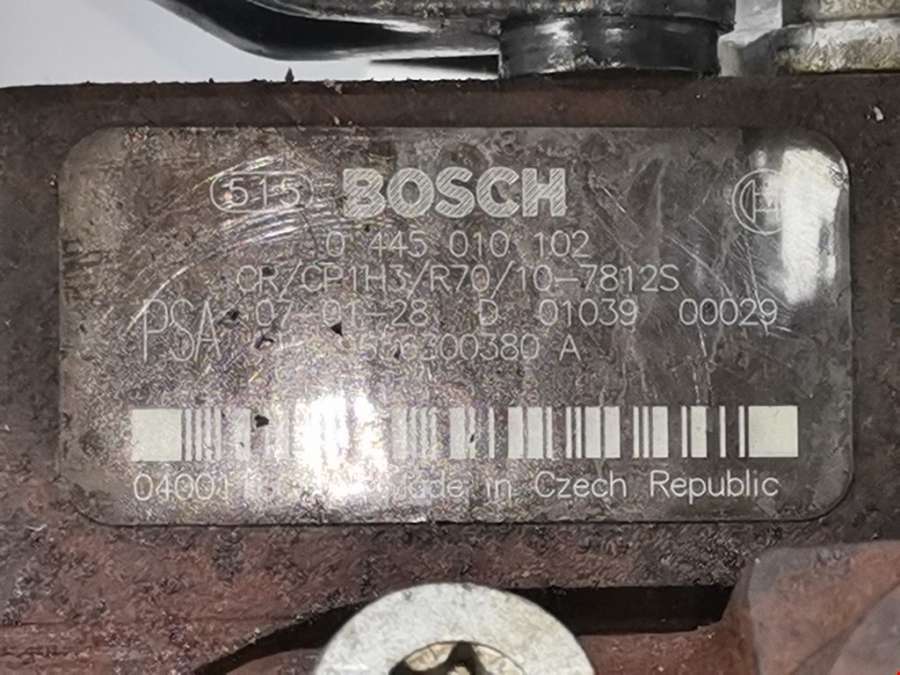 515 BOSCH H
0 445 010 102
CR/CP1H3/R70/10-7812S
PSA 07 01-28 D 01039 00029
A
04001 Made in Czech Republic